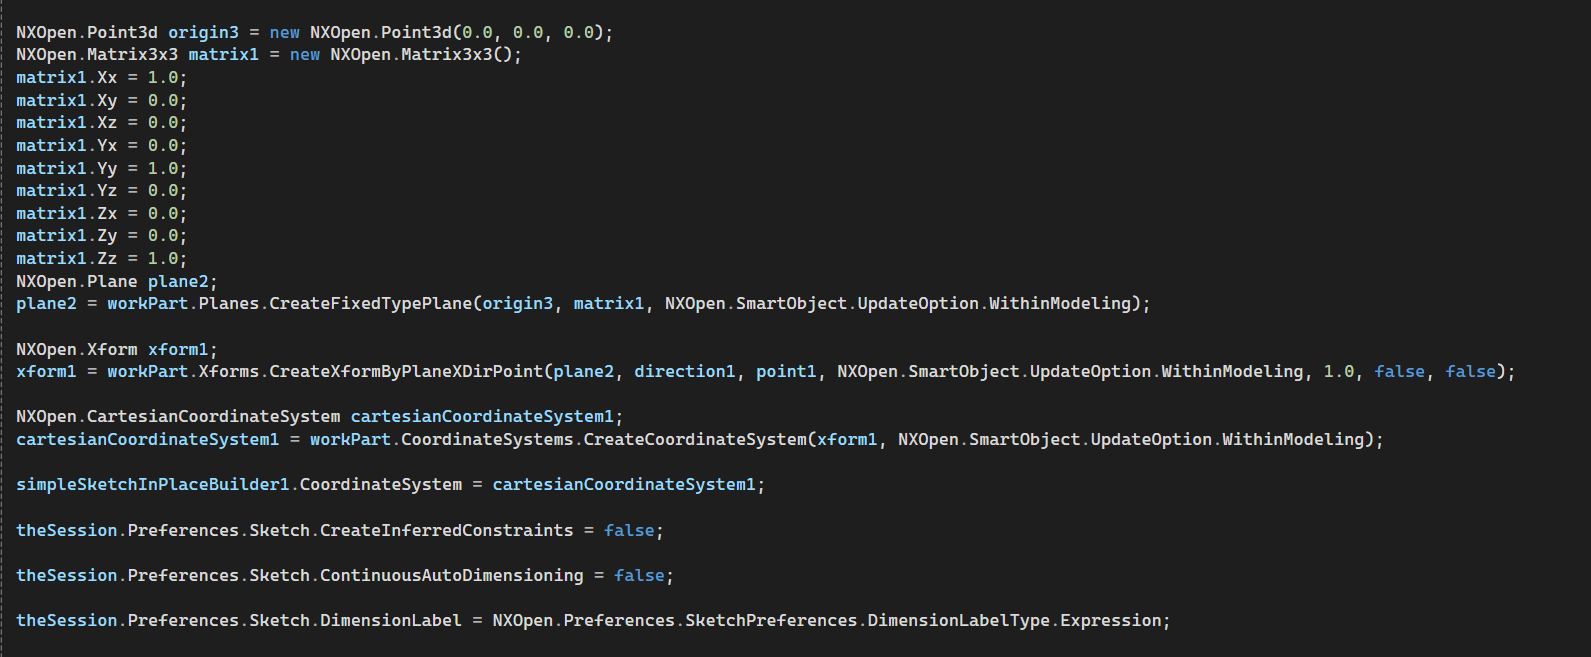 NXOpen.Point3d origin3 = new NXOpen.Point3d(0.0, 0.0, 0.0);
NXOpen.Matrix3x3 matrix1 = new NXOpen.Matrix3x3();
matrix1.Xx = 1.0;
matrix1.Xy = 0.0;
matrix1.Xz = 0.0;
matrix1.Yx = 0.0;
matrix1.Yy = 1.0;
matrix1.Yz = 0.0;
matrix1.Zx = 0.0;
matrix1.Zy = 0.0;
matrix1.Zz = 1.0;
NXOpen.Plane plane2;
plane2 = workPart.Planes.CreateFixedTypePlane(origin3, matrix1, NXOpen.SmartObject.UpdateOption.WithinModeling);
NXOpen.Xform xform1;
xform1 = workPart.Xforms.CreateXformByPlaneXDirPoint(plane2, direction1, point1, NXOpen.SmartObject.UpdateOption.WithinModeling, 1.0, false, false);
NXOpen.CartesianCoordinateSystem cartesianCoordinateSystem1;
cartesianCoordinateSystem1 = workPart.CoordinateSystems.CreateCoordinateSystem(xform1, NXOpen.SmartObject.UpdateOption.WithinModeling);
simpleSketchInPlaceBuilder1.CoordinateSystem = cartesianCoordinateSystem1;
theSession.Preferences.Sketch.CreateInferredConstraints = false;
theSession.Preferences.Sketch.ContinuousAutoDimensioning = false;
theSession.Preferences.Sketch.DimensionLabel = NXOpen.Preferences.SketchPreferences.DimensionLabelType.Expression;